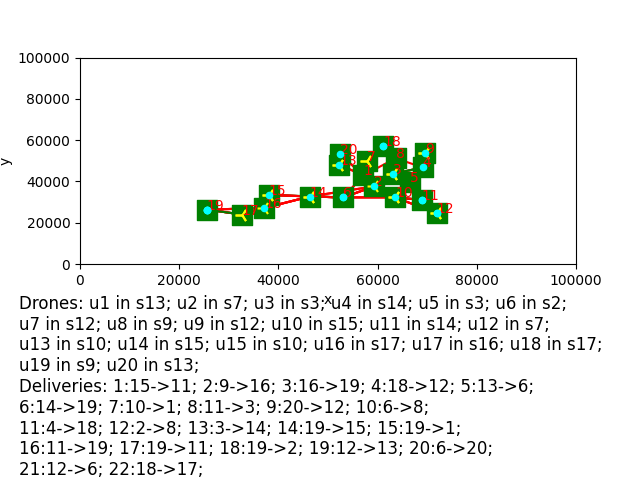 100000
80000
60000
40000
20000
0
y
0 20000 40000 60000 80000 100000
x
Drones: u1 in s13; u2 in s7; u3 in s3; u4 in s14; u5 in s3; u6 in s2;
u7 in s12; u8 in s9; u9 in s12; u10 in s15; u11 in s14; u12 in s7;
u13 in s10; u14 in s15; u15 in s10; u16 in s17; u17 in s16; u18 in s17;
u19 in s9; u20 in s13;
Deliveries: 1:15->11; 2:9->16; 3:16->19; 4:18->12; 5:13->6;
6:14->19; 7:10->1; 8:11->3; 9:20->12; 10:6->8;
11:4->18; 12:2->8; 13:3->14; 14:19->15; 15:19->1;
16:11->19; 17:19->11; 18:19->2; 19:12->13; 20:6->20;
21:12->6; 22:18->17;